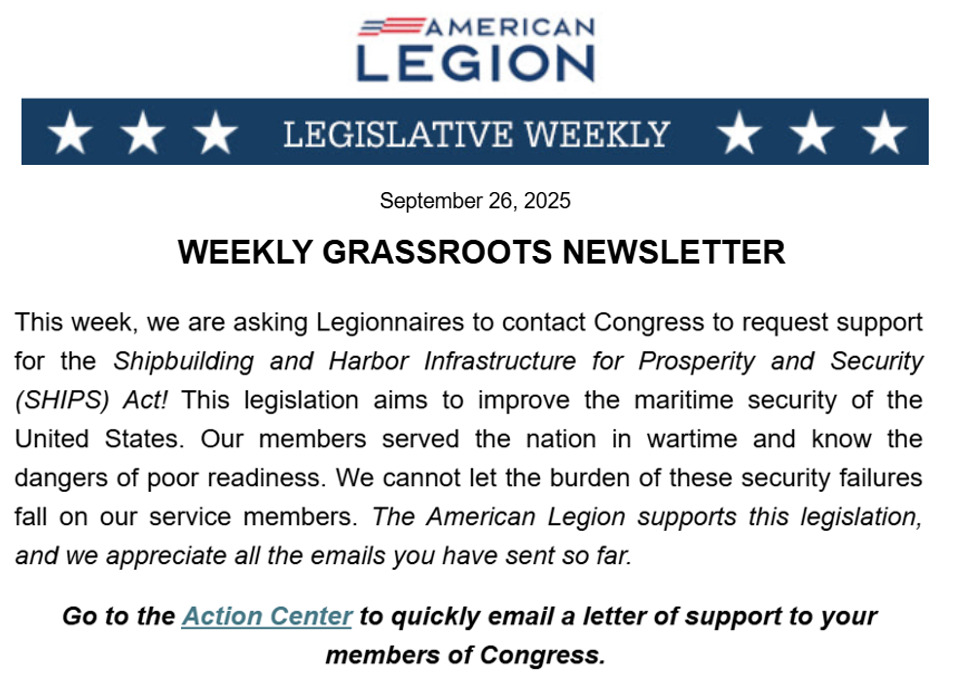 AMERICAN
LEGION
LEGISLATIVE WEEKLY
September 26, 2025
WEEKLY GRASSROOTS NEWSLETTER
This week, we are asking Legionnaires to contact Congress to request support
for the Shipbuilding and Harbor Infrastructure for Prosperity and Security
(SHIPS) Act! This legislation aims to improve the maritime security of the
United States. Our members served the nation in wartime and know the
dangers of poor readiness. We cannot let the burden of these security failures
fall on our service members. The American Legion supports this legislation,
and we appreciate all the emails you have sent so far.
Go to the Action Center to quickly email a letter of support to your
members of Congress.